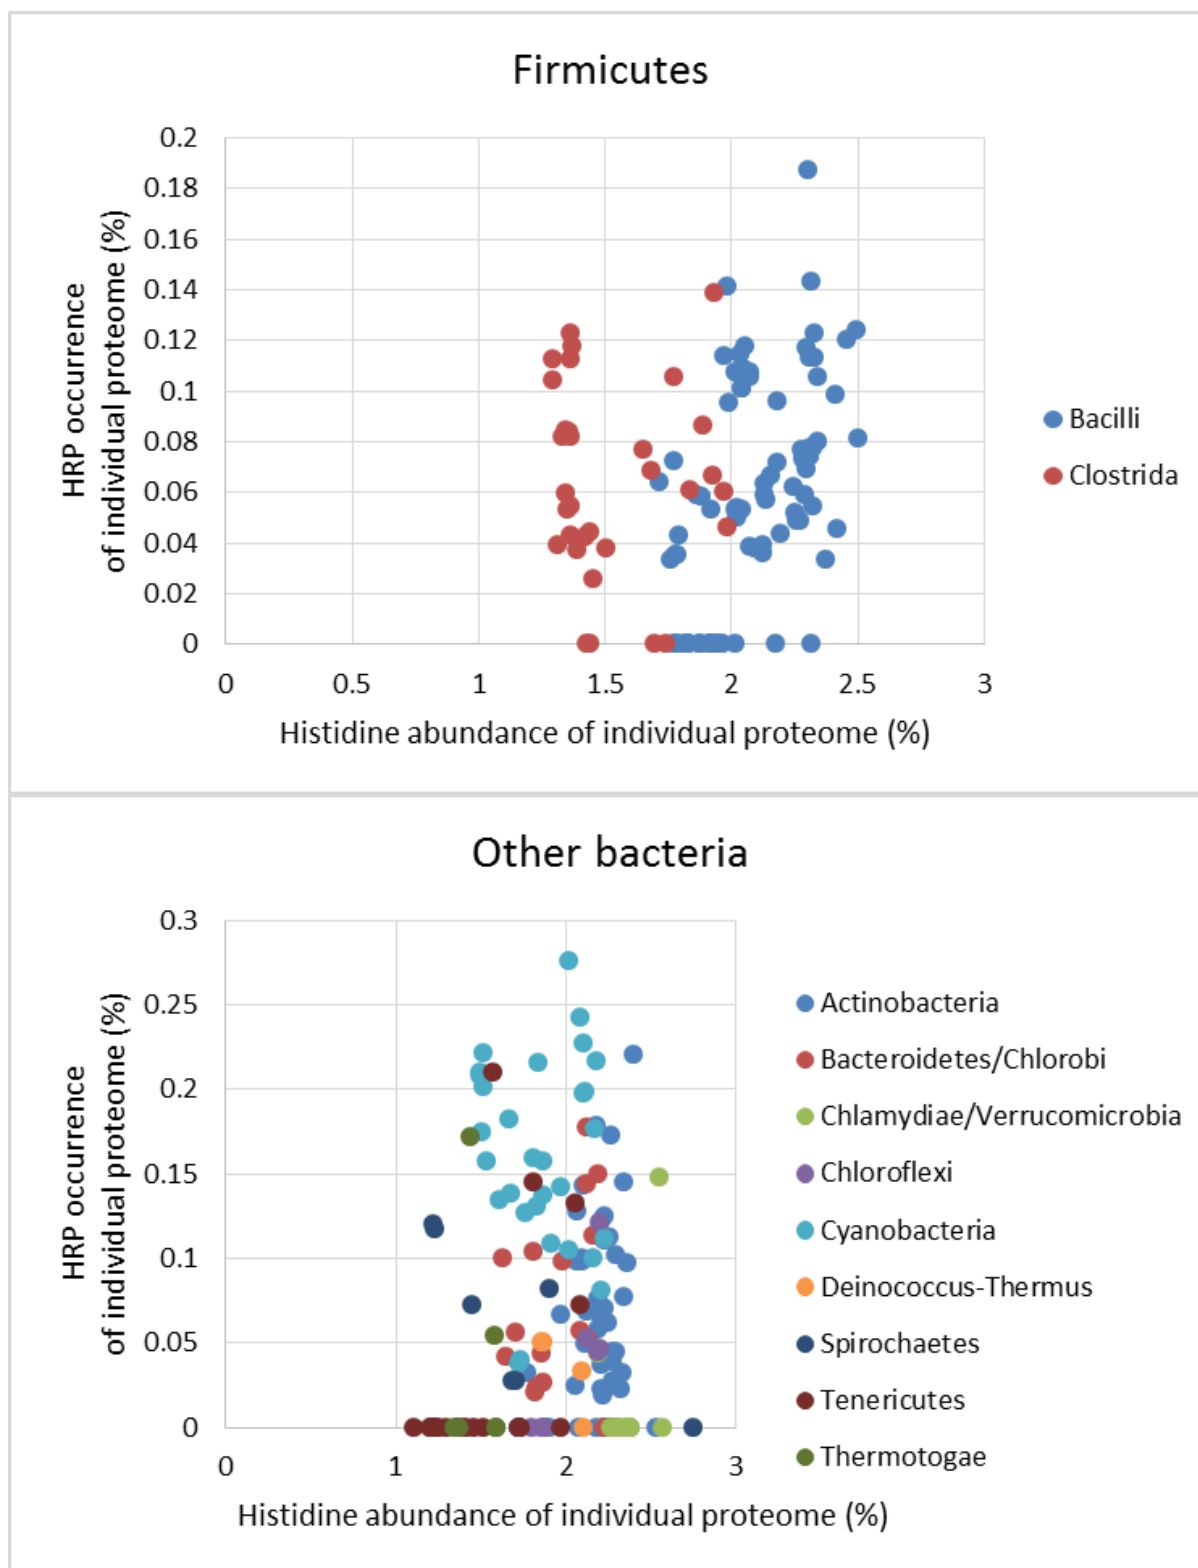 Firmicutes
0.2
0.18
0.16
0.14
0.12
0.1
0.08
0.06
0.04
0.02
0
HRP occurrence
of individual proteome (%)
0 0.5 1 1.5 2 2.5 3
Histidine abundance of individual proteome (%)
Bacilli
Clostrida
Other bacteria
0.3
0.25
0.2
0.15
0.1
0.05
0
HRP occurrence
of individual proteome (%)
0 1 2 3
Histidine abundance of individual proteome (%)
Actinobacteria
Bacteroidetes/Chlorobi
Chlamydiae/Verrucomicrobia
Chloroflexi
Cyanobacteria
Deinococcus-Thermus
Spirochaetes
Tenericutes
Thermotogae